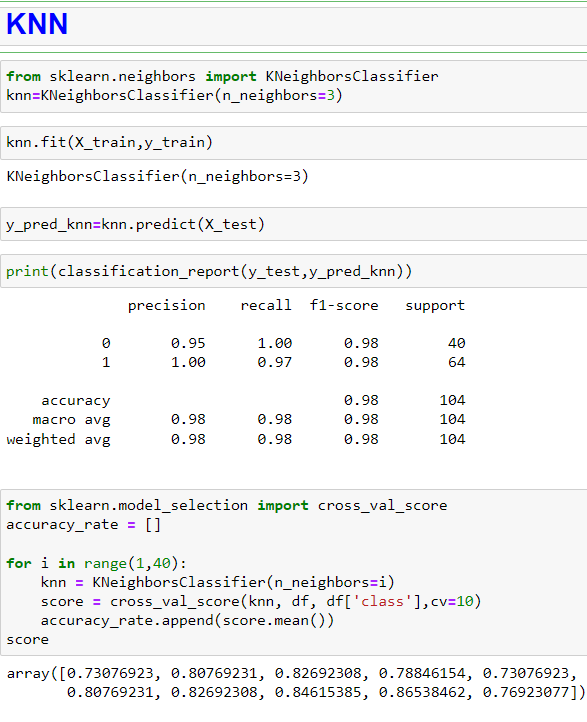 KNN
from sklearn.neighbors import KNeighborsClassifier
knn=KNeighborsClassifier(n_neighbors=3)
knn.fit(X_train,y_train)
KNeighborsClassifier(n_neighbors=3)
y_pred_knn=knn.predict(X_test)
print(classification_report(y_test,y_pred_knn))
precision recall f1-score support
0 0.95 1.00 0.98 40
1 1.00 0.97 0.98 64
accuracy 0.98 104
macro avg 0.98 0.98 0.98 104
weighted avg 0.98 0.98 0.98 104
from sklearn.model_selection import cross_val_score
accuracy_rate = []
for i in range(1,40):
    knn = KNeighborsClassifier(n_neighbors=i)
    score = cross_val_score(knn, df, df['class'],cv=10)
    accuracy_rate.append(score.mean())
score
array([0.73076923, 0.80769231, 0.82692308, 0.78846154, 0.73076923,
       0.80769231, 0.82692308, 0.84615385, 0.86538462, 0.76923077])